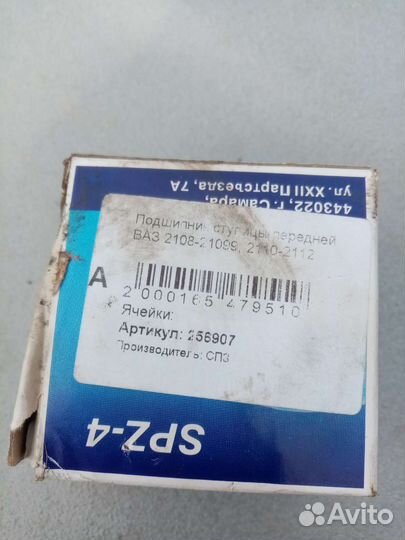 443022, г. Самара,
ул. XXII Партсъезда, 7А
Подшипник ступицы передней
ВАЗ 2108-21099, 2110-2112
А
2 000165 479510
Ячейки:
Артикул: 256907
Производитель: СПЗ
SPZ-4
Avito